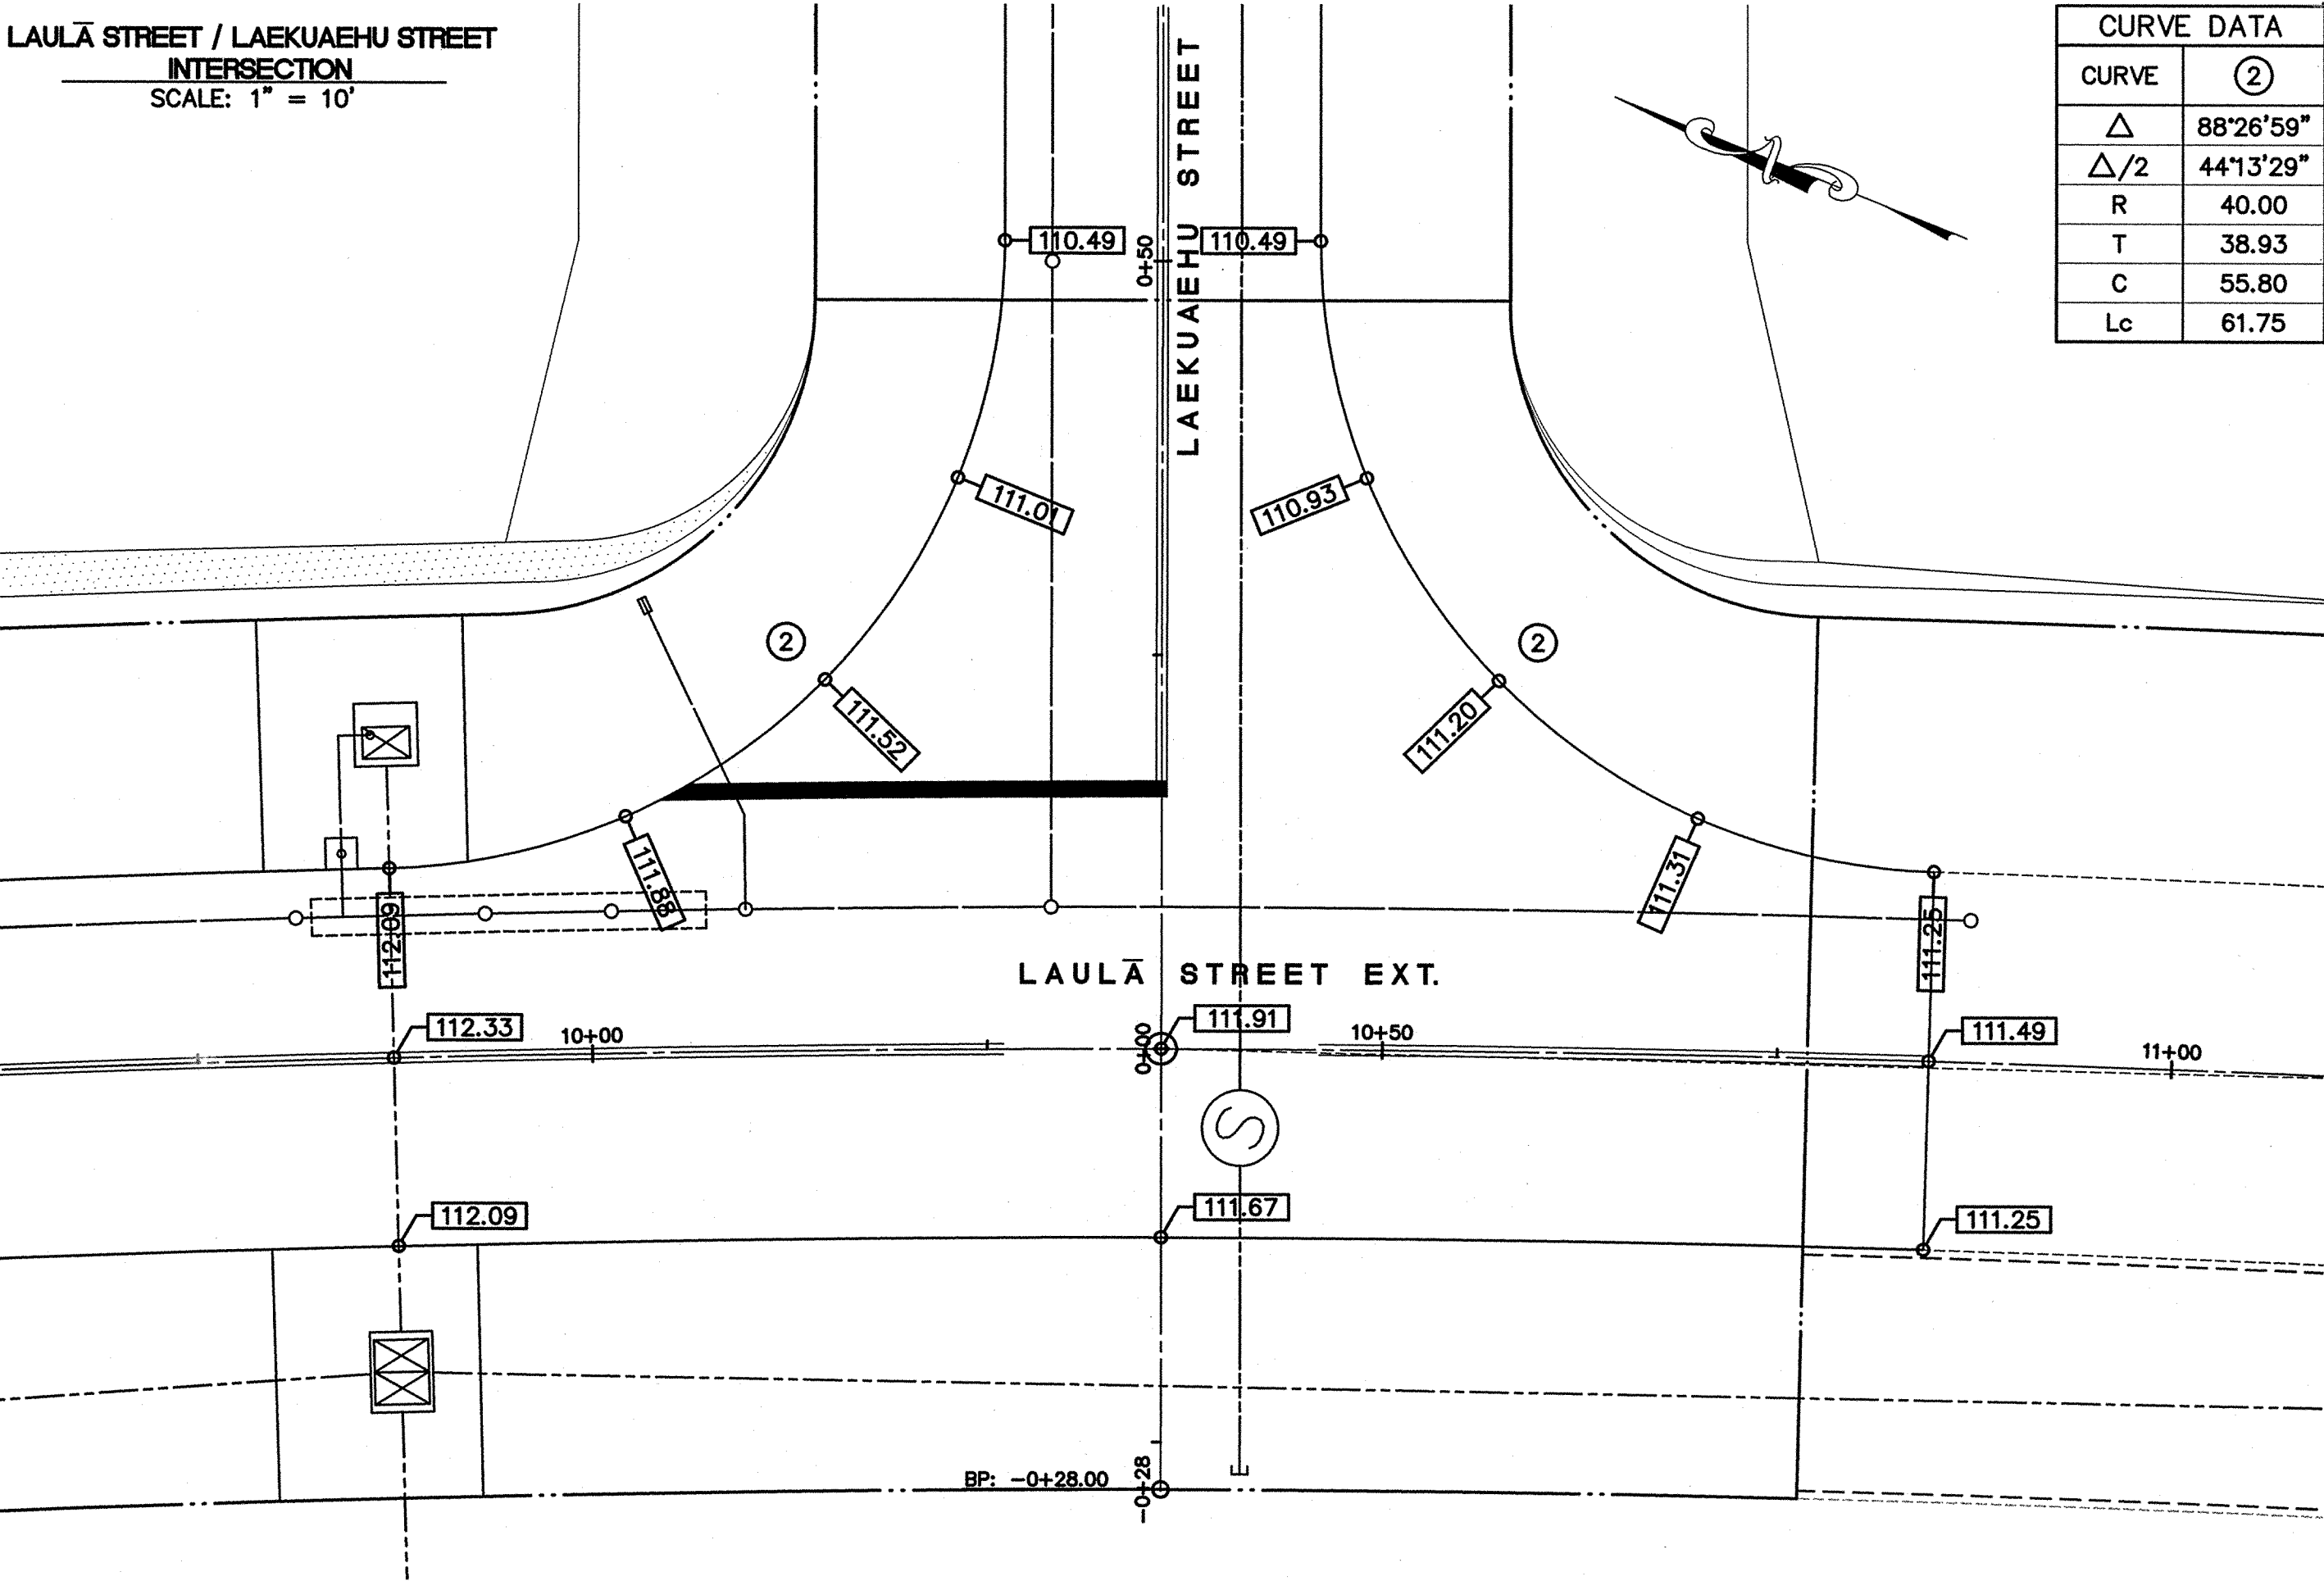 LAULĀ STREET / LAEKUAEHU STREET
INTERSECTION
SCALE: 1" = 10'
CURVE DATA
CURVE 2
△ 88°26'59"
△/2 44°13'29"
R 40.00
T 38.93
C 55.80
Lc 61.75
LAEKUAEHU STREET
110.49
0+50
110.49
111.01
110.93
2
2
111.52
111.20
111.88
111.31
112.09
111.25
LAULĀ STREET EXT.
112.33
10+00
0+00
111.91
10+50
111.49
11+00
S
112.09
111.67
111.25
BP: -0+28.00
-0+28